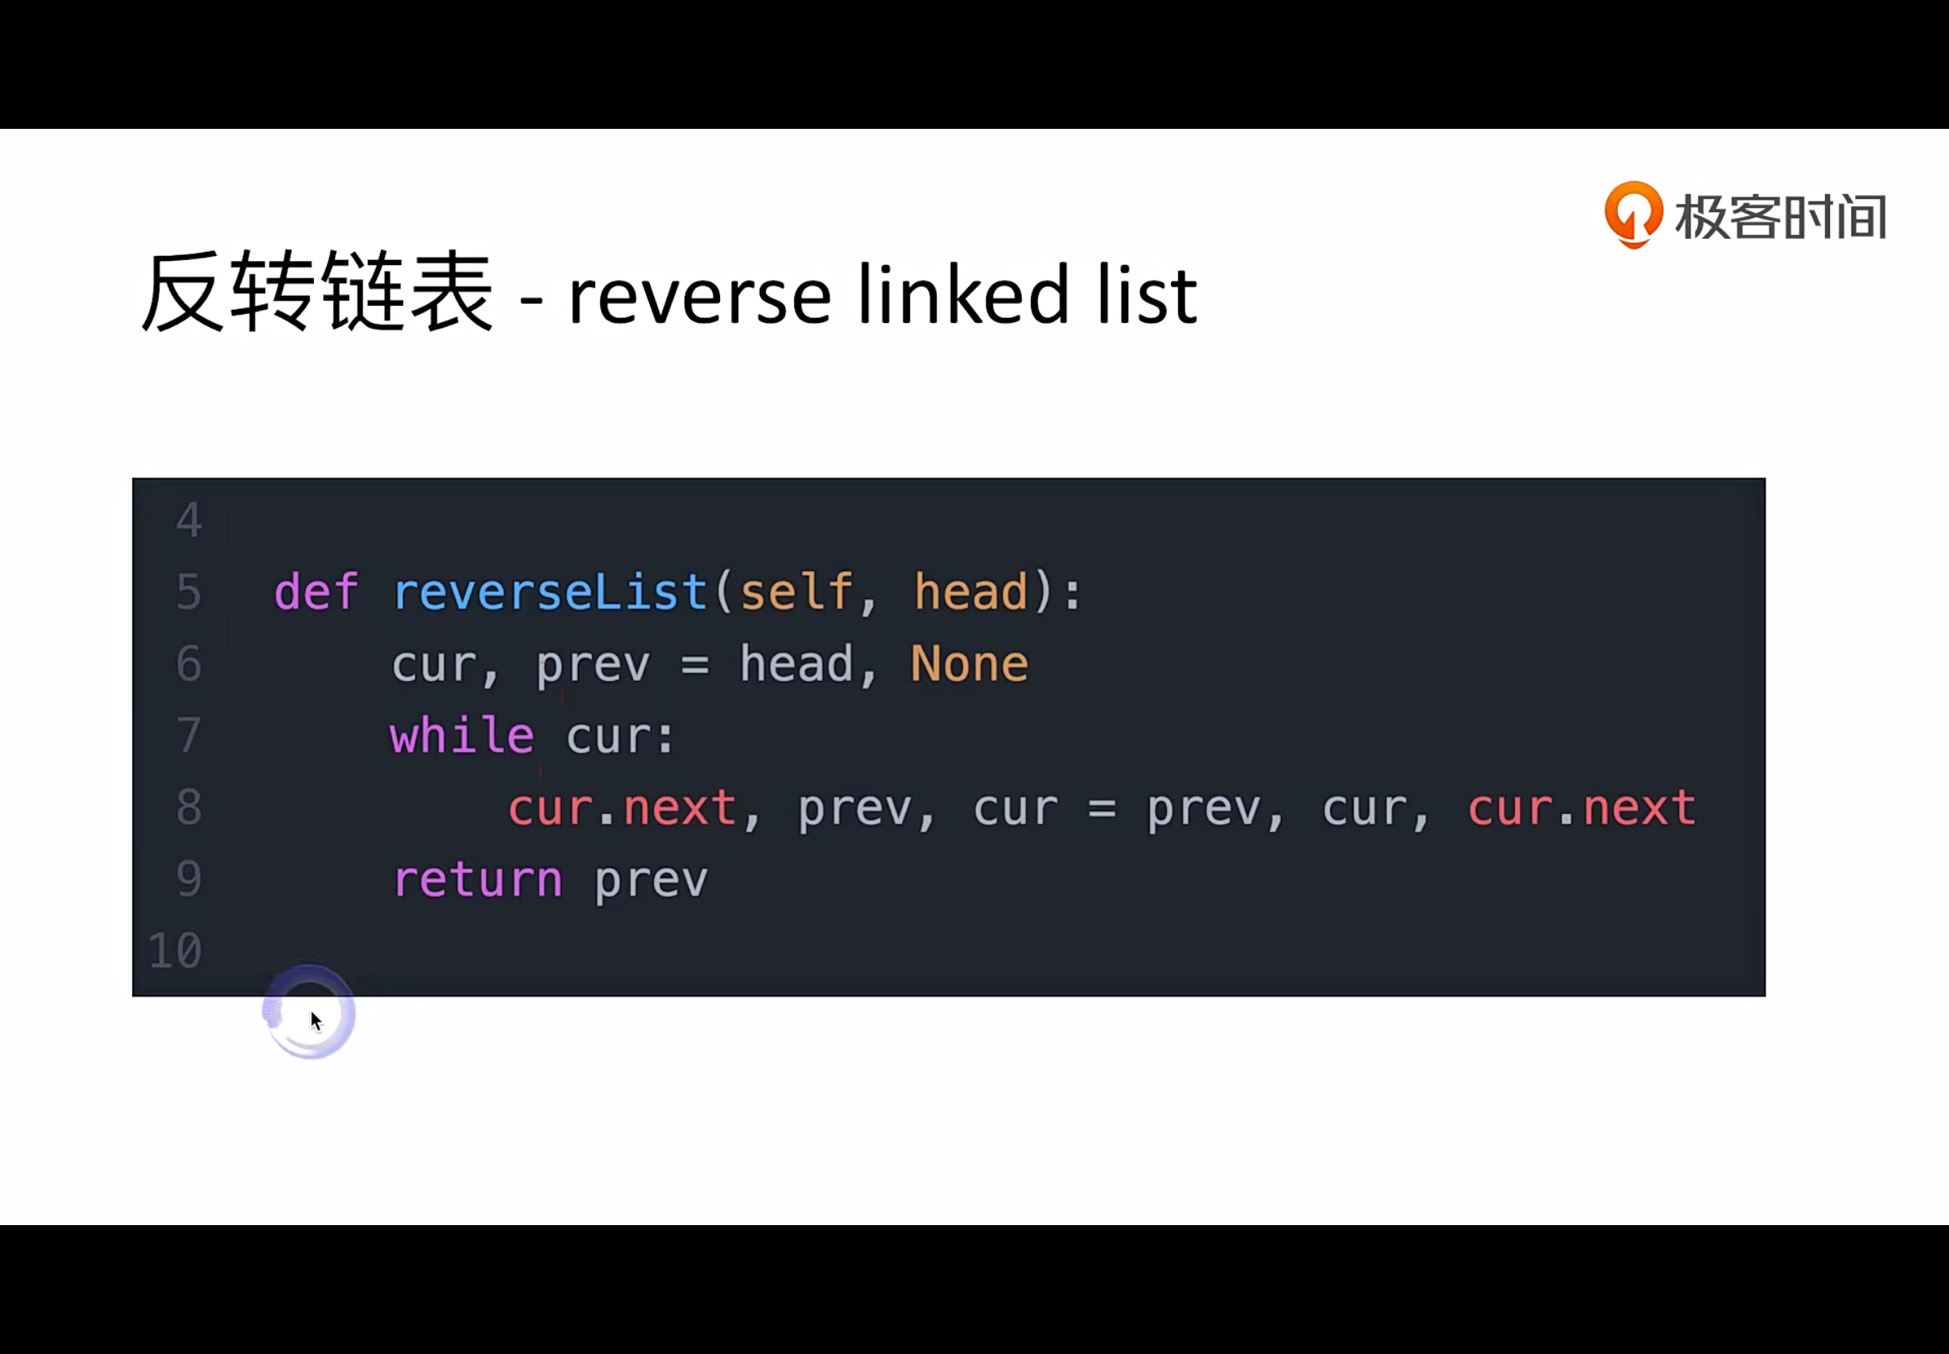 极客时间
反转链表 - reverse linked list
4
5 def reverseList(self, head):
6 cur, prev = head, None
7 while cur:
8 cur.next, prev, cur = prev, cur, cur.next
9 return prev
10